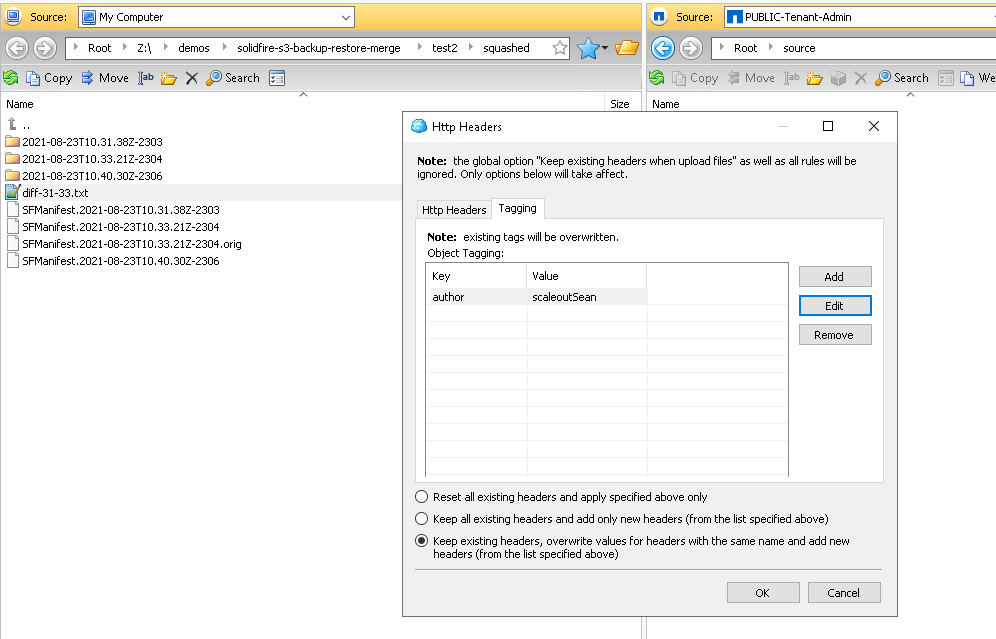 Source: My Computer
Root Z:\ demos solidfire-s3-backup-restore-merge test2 squashed
Copy Move Search
Name Size
..
2021-08-23T10.31.38Z-2303
2021-08-23T10.33.21Z-2304
2021-08-23T10.40.30Z-2306
diff-31-33.txt
SFManifest.2021-08-23T10.31.38Z-2303
SFManifest.2021-08-23T10.33.21Z-2304
SFManifest.2021-08-23T10.33.21Z-2304.orig
SFManifest.2021-08-23T10.40.30Z-2306
Source: PUBLIC-Tenant-Admin
Root source
Copy Move Search We
Name
Http Headers
Note: the global option "Keep existing headers when upload files" as well as all rules will be
ignored. Only options below will take affect.
Http Headers Tagging
Note: existing tags will be overwritten.
Object Tagging:
Key Value
author scaleoutSean
Add
Edit
Remove
Reset all existing headers and apply specified above only
Keep all existing headers and add only new headers (from the list specified above)
Keep existing headers, overwrite values for headers with the same name and add new
headers (from the list specified above)
OK Cancel